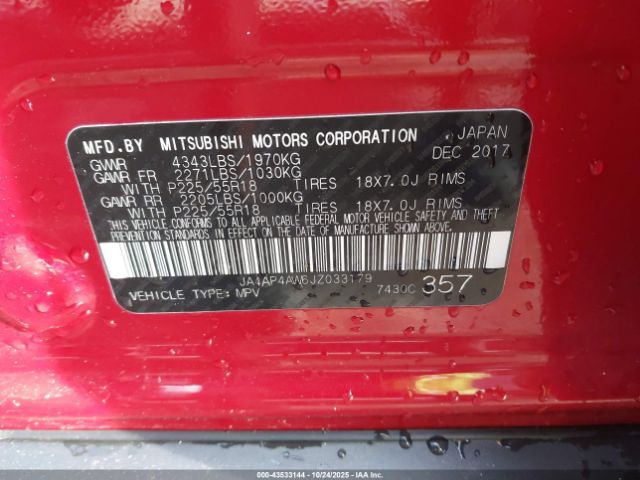 MFD.BY MITSUBISHI MOTORS CORPORATION JAPAN
GVWR 4343LBS/1970KG DEC 2017
GAWR FR 2271LBS/1030KG
WITH P225/55R18 TIRES 18X7.0J RIMS
GAWR RR 2205LBS/1000KG
WITH P225/55R18 TIRES 18X7.0J RIMS
THIS VEHICLE CONFORMS TO ALL APPLICABLE FEDERAL MOTOR VEHICLE SAFETY AND THEFT
PREVENTION STANDARDS IN EFFECT ON THE DATE OF MANUFACTURE SHOWN ABOVE.
JA4AP4AW6JZ033179
VEHICLE TYPE: MPV 7430C 357
000-43533144 - 10/24/2025 - IAAI.COM